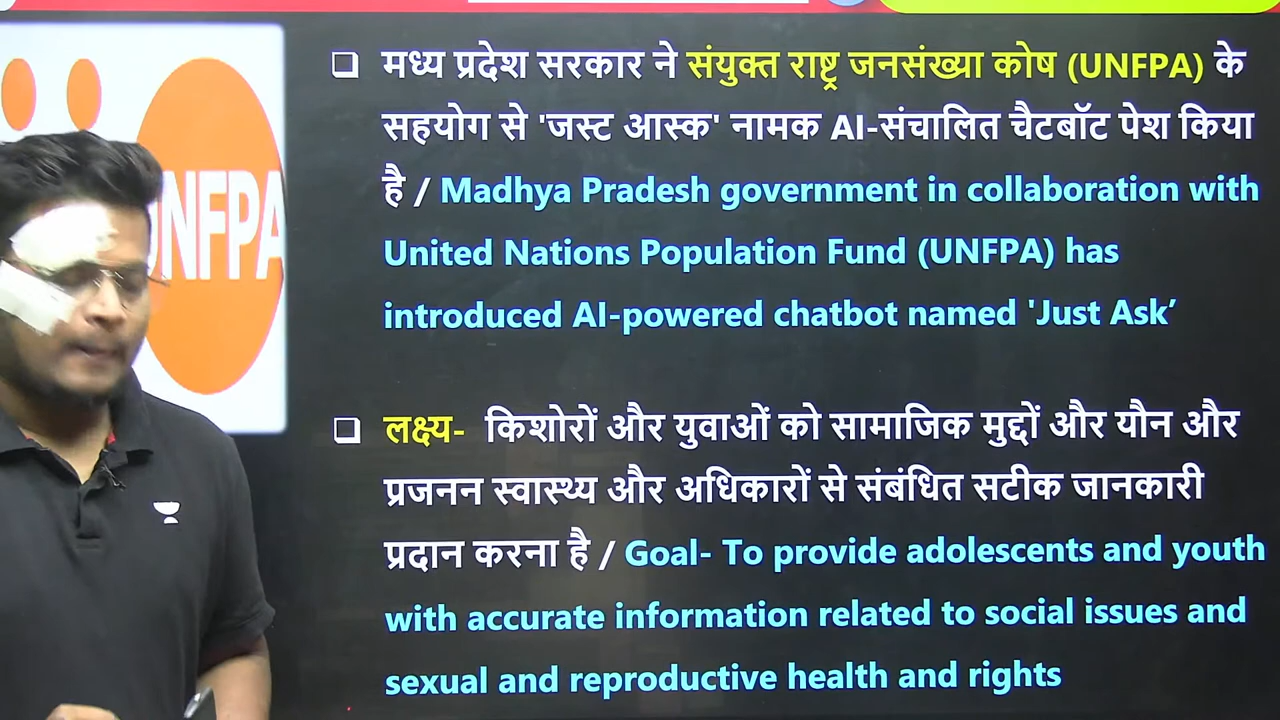 UNFPA
❑ मध्य प्रदेश सरकार ने संयुक्त राष्ट्र जनसंख्या कोष (UNFPA) के
सहयोग से 'जस्ट आस्क' नामक AI-संचालित चैटबॉट पेश किया
है / Madhya Pradesh government in collaboration with
United Nations Population Fund (UNFPA) has
introduced AI-powered chatbot named 'Just Ask’
❑ लक्ष्य- किशोरों और युवाओं को सामाजिक मुद्दों और यौन और
प्रजनन स्वास्थ्य और अधिकारों से संबंधित सटीक जानकारी
प्रदान करना है / Goal- To provide adolescents and youth
with accurate information related to social issues and
sexual and reproductive health and rights